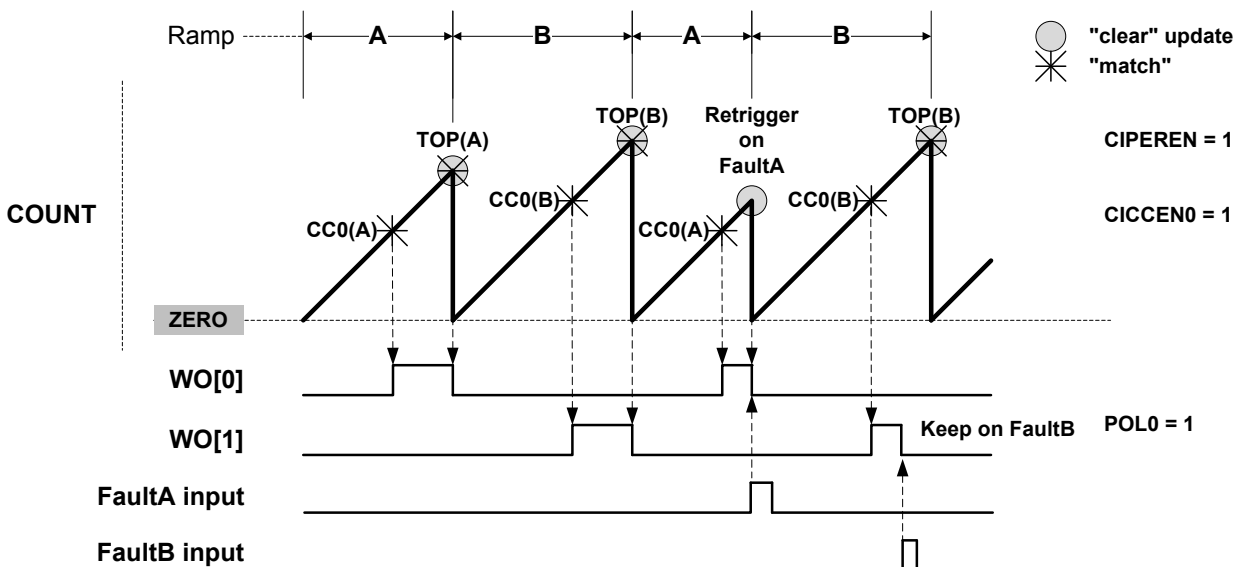 Ramp
A
B
A
B
"clear" update
"match"
TOP(A)
TOP(B)
Retrigger
on
FaultA
TOP(B)
CIPEREN = 1
COUNT
CC0(A)
CC0(B)
CC0(A)
CC0(B)
CICCEN0 = 1
ZERO
WO[0]
WO[1]
Keep on FaultB
POL0 = 1
FaultA input
FaultB input